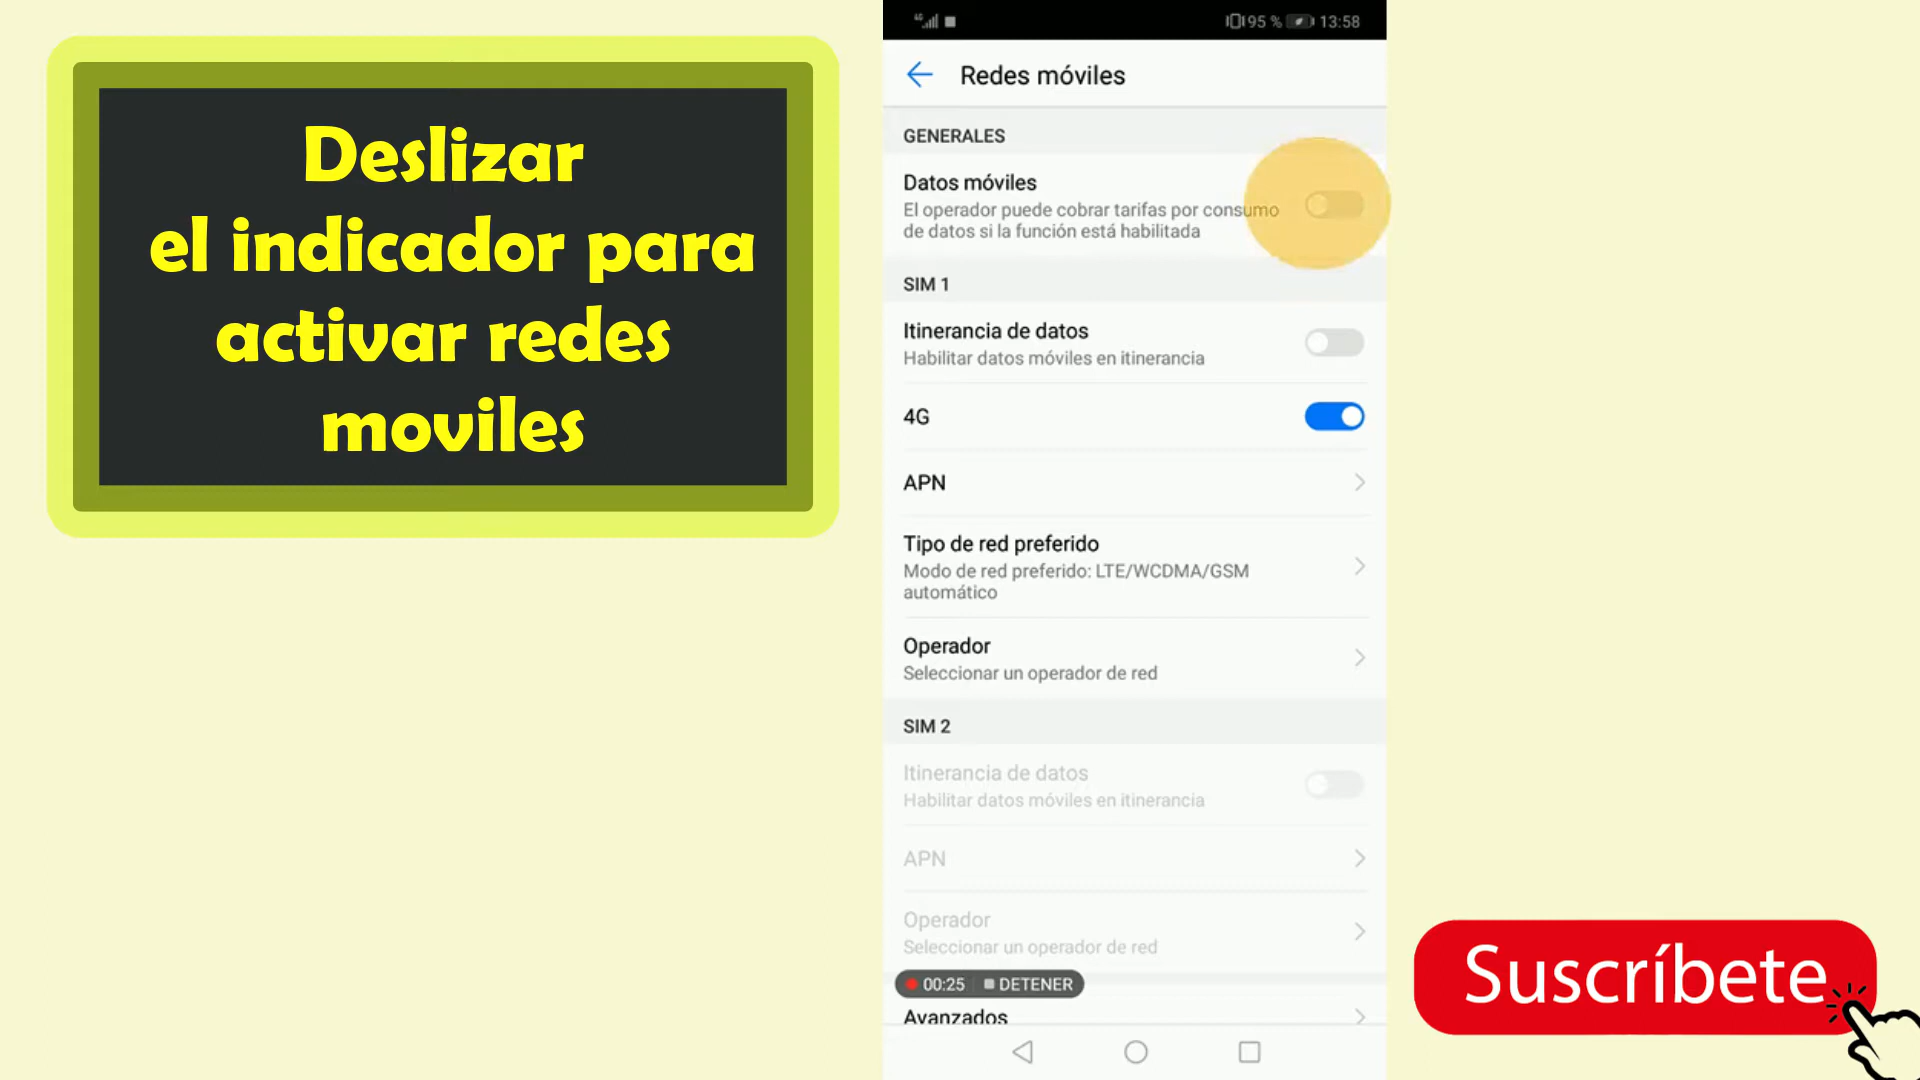 Deslizar
el indicador para
activar redes
moviles
4G
95 %
13:58
Redes móviles
GENERALES
Datos móviles
El operador puede cobrar tarifas por consumo
de datos si la función está habilitada
SIM 1
Itinerancia de datos
Habilitar datos móviles en itinerancia
4G
APN
Tipo de red preferido
Modo de red preferido: LTE/WCDMA/GSM
automático
Operador
Seleccionar un operador de red
SIM 2
Itinerancia de datos
Habilitar datos móviles en itinerancia
APN
Operador
Seleccionar un operador de red
00:25 DETENER
Avanzados
Suscríbete